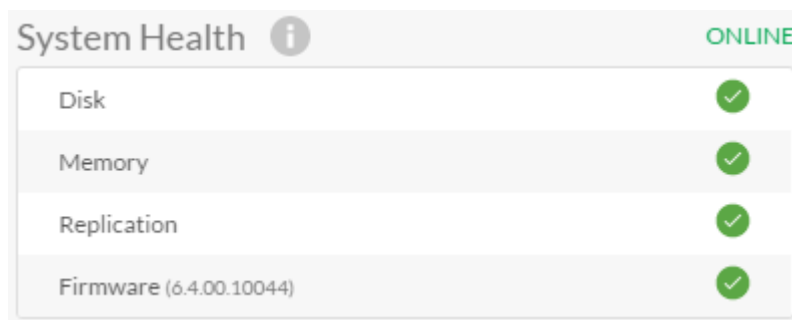 System Health ONLINE
Disk
Memory
Replication
Firmware (6.4.00.10044)